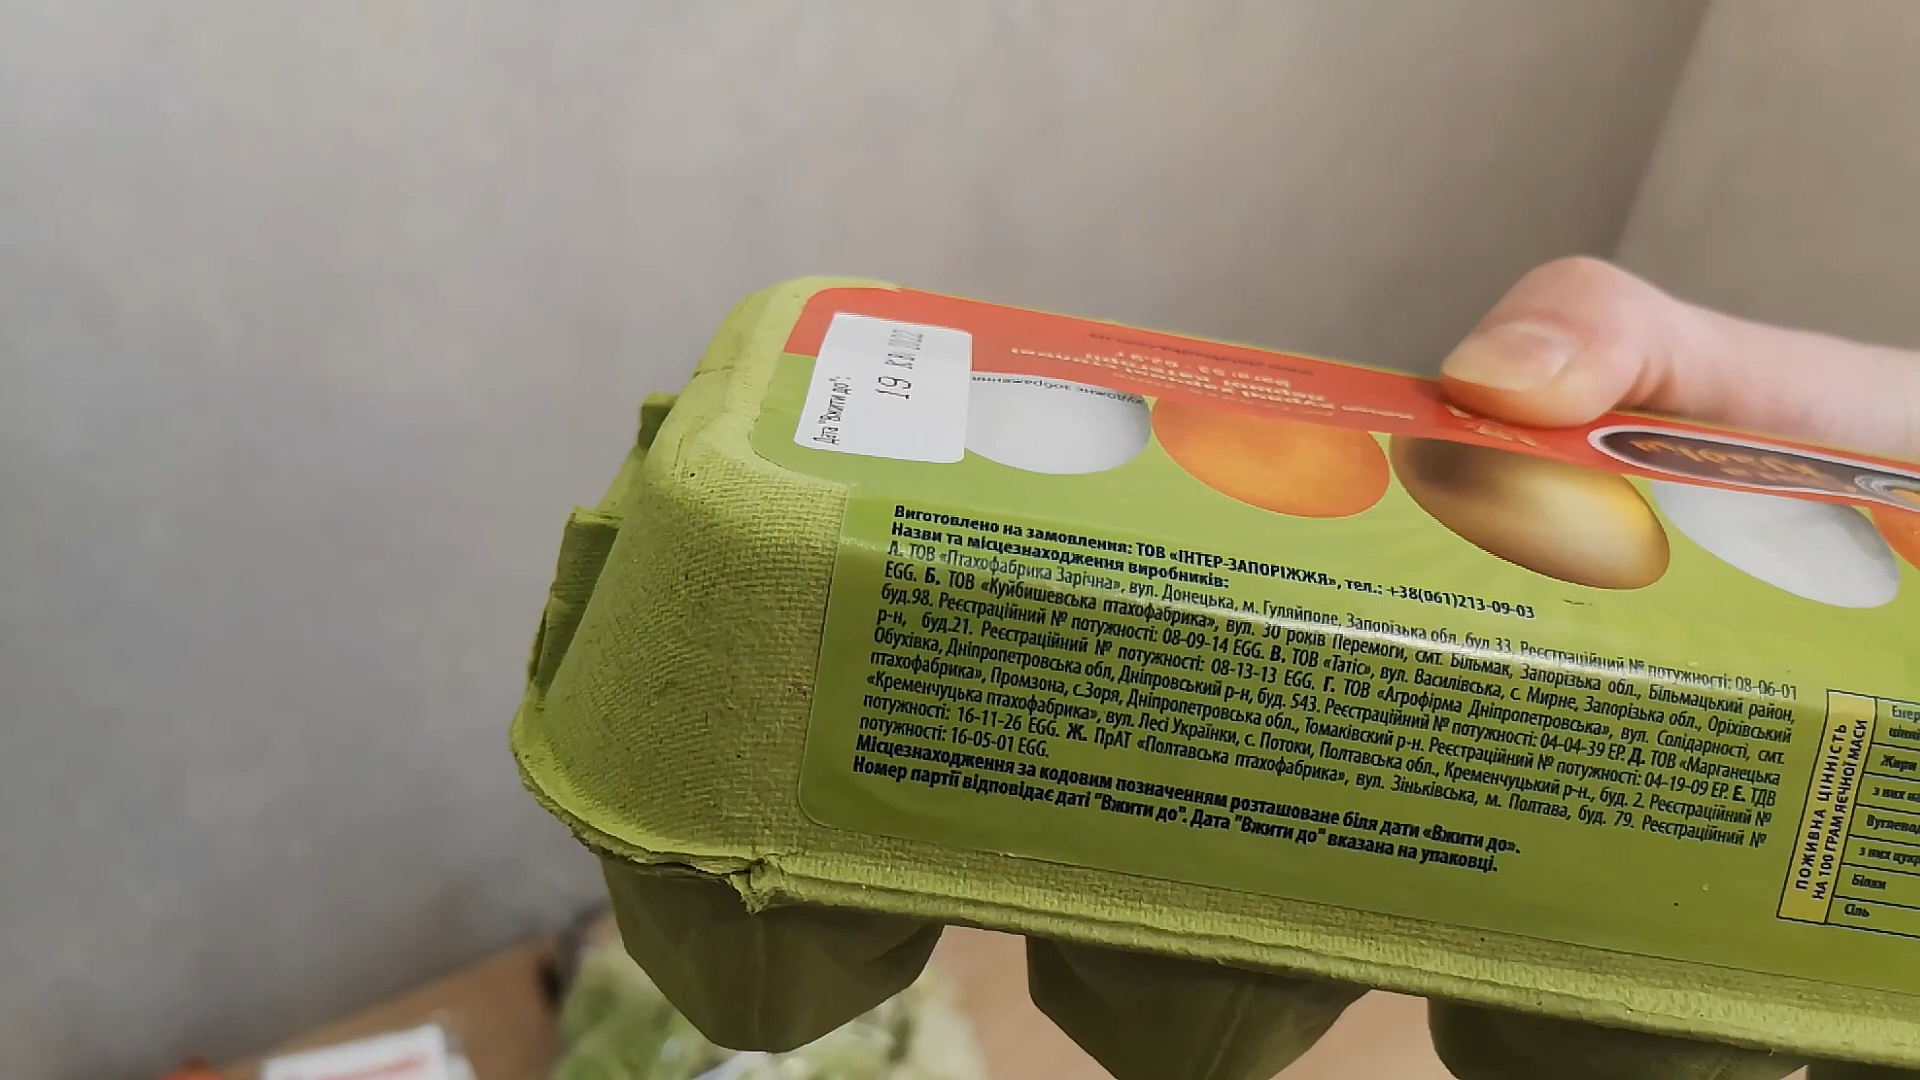 Дата "Вжити до":
19
2022
художнє зображення
Виготовлено на замовлення: ТОВ «ІНТЕР-ЗАПОРІЖЖЯ», тел.: +38(061)213-09-03
Назви та місцезнаходження виробників:
А. ТОВ «Птахофабрика Зарічна», вул. Донецька, м. Гуляйполе, Запорізька обл, бул 33. Реєстраційний № потужності: 08-06-01
EGG. Б. ТОВ «Куйбишевська птахофабрика», вул. 30 років Перемоги, смт. Більмак, Запорізька обл., Більмацький район,
буд.98. Реєстраційний № потужності: 08-09-14 EGG. В. ТОВ «Татіс», вул. Василівська, с. Мирне, Запорізька обл., Оріхівський
р-н, буд.21. Реєстраційний № потужності: 08-13-13 EGG. Г. ТОВ «Агрофірма Дніпропетровська», вул. Солідарності, смт.
Обухівка, Дніпропетровська обл, Дніпровський р-н, буд. 543. Реєстраційний № потужності: 04-04-39 EP. Д. ТОВ «Марганецька
птахофабрика», Промзона, с.Зоря, Дніпропетровська обл., Томаківський р-н. Реєстраційний № потужності: 04-19-09 EP. Е. ТДВ
«Кременчуцька птахофабрика», вул. Лесі Українки, с. Потоки, Полтавська обл., Кременчуцький р-н., буд. 2. Реєстраційний №
потужності: 16-11-26 EGG. Ж. ПрАТ «Полтавська птахофабрика», вул. Зіньківська, м. Полтава, буд. 79. Реєстраційний №
потужності: 16-05-01 EGG.
Місцезнаходження за кодовим позначенням розташоване біля дати «Вжити до».
Номер партії відповідає даті "Вжити до". Дата "Вжити до" вказана на упаковці.
ПОЖИВНА ЦІННІСТЬ
НА 100 ГРАМ ЯЄЧНОЇ МАСИ
Жири
з них
Білки
Сіль